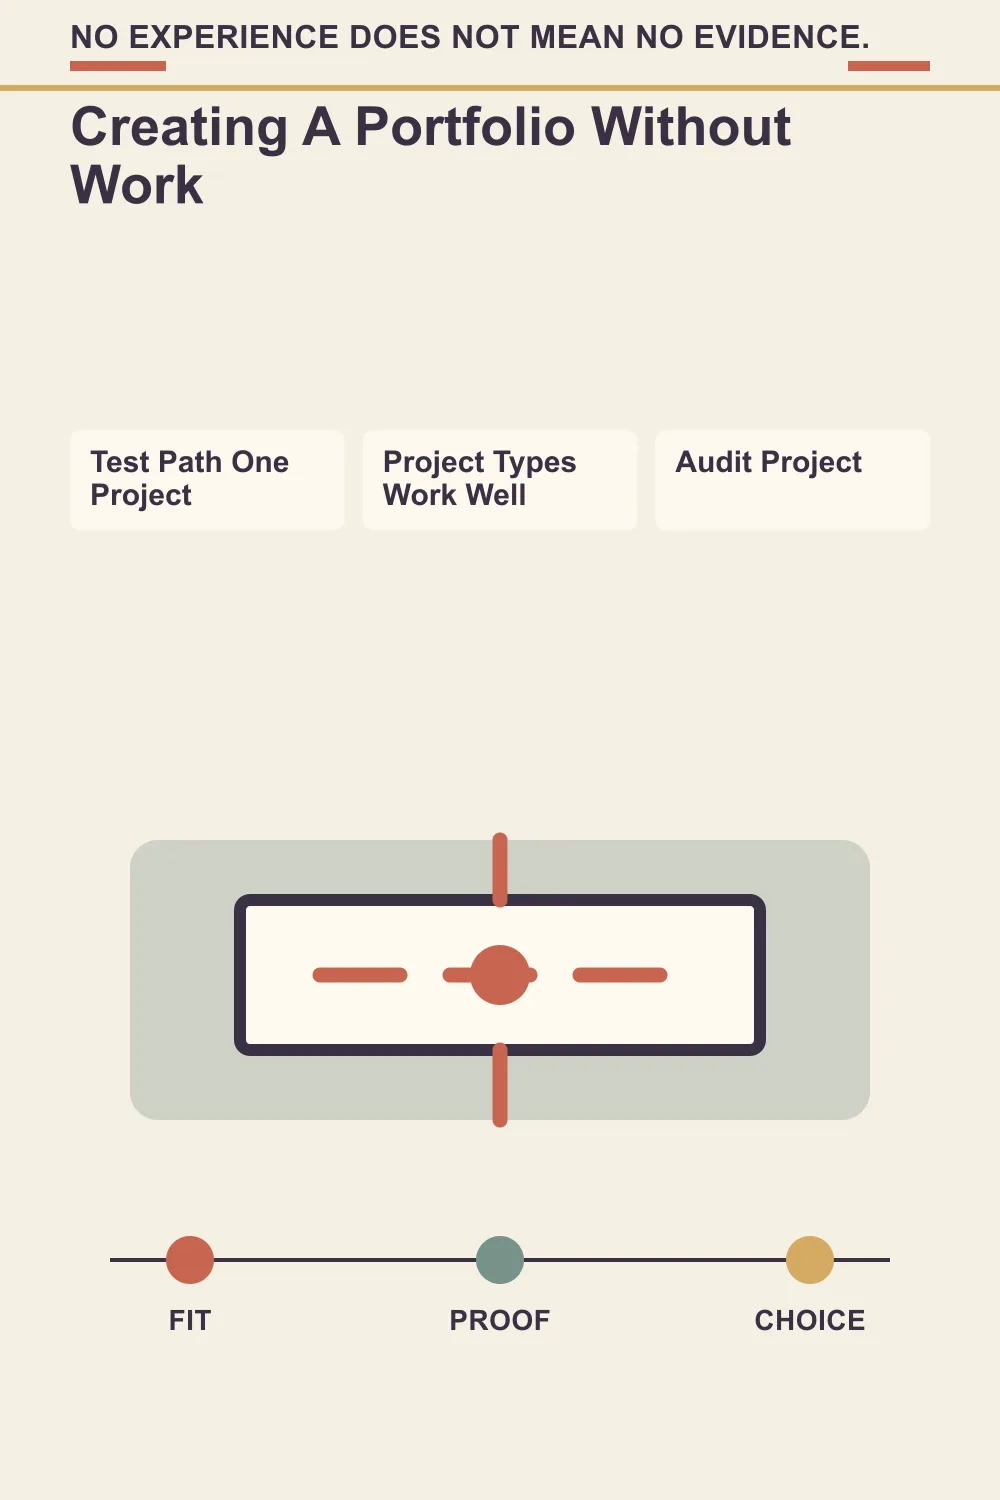 NO EXPERIENCE DOES NOT MEAN NO EVIDENCE.
Creating A Portfolio Without
Work
Test Path One
Project
Project Types
Work Well
Audit Project
FIT
PROOF
CHOICE